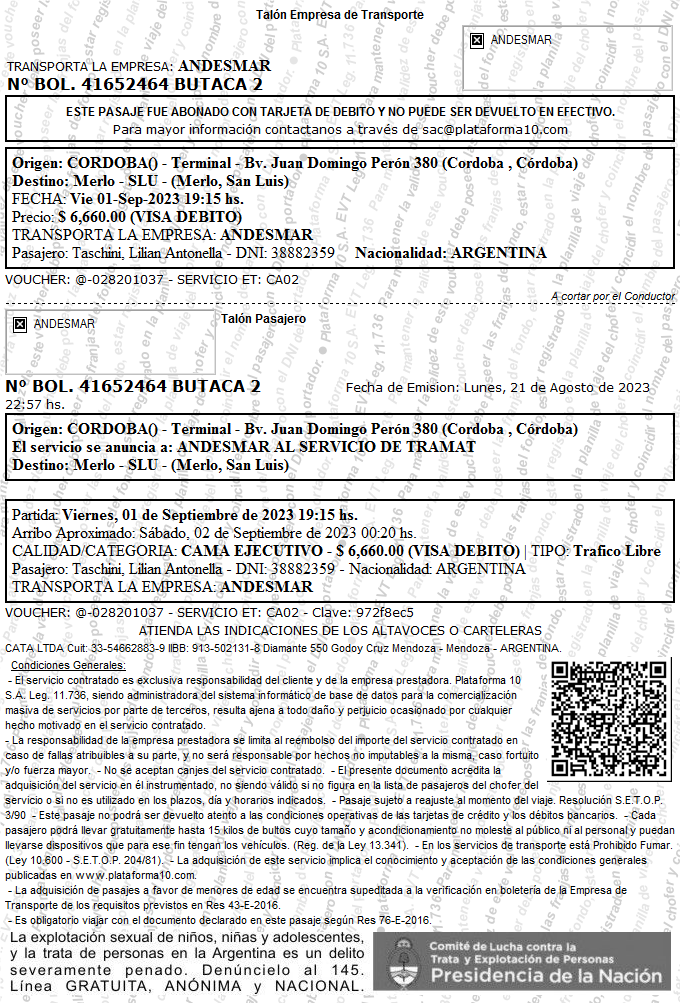 Talón Empresa de Transporte
ANDESMAR
TRANSPORTA LA EMPRESA: ANDESMAR
Nº BOL. 41652464 BUTACA 2
ESTE PASAJE FUE ABONADO CON TARJETA DE DEBITO Y NO PUEDE SER DEVUELTO EN EFECTIVO.
Para mayor información contactanos a través de sac@plataforma10.com
Origen: CORDOBA() - Terminal - Bv. Juan Domingo Perón 380 (Cordoba , Córdoba)
Destino: Merlo - SLU - (Merlo, San Luis)
FECHA: Vie 01-Sep-2023 19:15 hs.
Precio: $ 6,660.00 (VISA DEBITO)
TRANSPORTA LA EMPRESA: ANDESMAR
Pasajero: Taschini, Lilian Antonella - DNI: 38882359 Nacionalidad: ARGENTINA
VOUCHER: @-028201037 - SERVICIO ET: CA02
A cortar por el Conductor
ANDESMAR
Talón Pasajero
Nº BOL. 41652464 BUTACA 2 Fecha de Emision: Lunes, 21 de Agosto de 2023
22:57 hs.
Origen: CORDOBA() - Terminal - Bv. Juan Domingo Perón 380 (Cordoba , Córdoba)
El servicio se anuncia a: ANDESMAR AL SERVICIO DE TRAMAT
Destino: Merlo - SLU - (Merlo, San Luis)
Partida: Viernes, 01 de Septiembre de 2023 19:15 hs.
Arribo Aproximado: Sábado, 02 de Septiembre de 2023 00:20 hs.
CALIDAD/CATEGORIA: CAMA EJECUTIVO - $ 6,660.00 (VISA DEBITO) | TIPO: Trafico Libre
Pasajero: Taschini, Lilian Antonella - DNI: 38882359 - Nacionalidad: ARGENTINA
TRANSPORTA LA EMPRESA: ANDESMAR
VOUCHER: @-028201037 - SERVICIO ET: CA02 - Clave: 972f8ec5
ATIENDA LAS INDICACIONES DE LOS ALTAVOCES O CARTELERAS
CATA LTDA Cuit: 33-54662883-9 IIBB: 913-502131-8 Diamante 550 Godoy Cruz Mendoza - Mendoza - ARGENTINA.
Condiciones Generales:
- El servicio contratado es exclusiva responsabilidad del cliente y de la empresa prestadora. Plataforma 10
S.A. Leg. 11.736, siendo administradora del sistema informático de base de datos para la comercialización
masiva de servicios por parte de terceros, resulta ajena a todo daño y perjuicio ocasionado por cualquier
hecho motivado en el servicio contratado.
- La responsabilidad de la empresa prestadora se limita al reembolso del importe del servicio contratado en
caso de fallas atribuibles a su parte, y no será responsable por hechos no imputables a la misma, caso fortuito
y/o fuerza mayor. - No se aceptan canjes del servicio contratado. - El presente documento acredita la
adquisición del servicio en él instrumentado, no siendo válido si no figura en la lista de pasajeros del chofer del
servicio o si no es utilizado en los plazos, día y horarios indicados. - Pasaje sujeto a reajuste al momento del viaje. Resolución S.E.T.O.P.
3/90 - Este pasaje no podrá ser devuelto atento a las condiciones operativas de las tarjetas de crédito y los débitos bancarios. - Cada
pasajero podrá llevar gratuitamente hasta 15 kilos de bultos cuyo tamaño y acondicionamiento no moleste al público ni al personal y puedan
llevarse dispositivos que para ese fin tengan los vehículos. (Reg. de la Ley 13.341). - En los servicios de transporte está Prohibido Fumar.
(Ley 10.600 - S.E.T.O.P. 204/81). - La adquisición de este servicio implica el conocimiento y aceptación de las condiciones generales
publicadas en www.plataforma10.com.
- La adquisición de pasajes a favor de menores de edad se encuentra supeditada a la verificación en boletería de la Empresa de
Transporte de los requisitos previstos en Res 43-E-2016.
- Es obligatorio viajar con el documento declarado en este pasaje según Res 76-E-2016.
La explotación sexual de niños, niñas y adolescentes,
y la trata de personas en la Argentina es un delito
severamente penado. Denúncielo al 145.
Línea GRATUITA, ANÓNIMA y NACIONAL.
Comité de Lucha contra la
Trata y Explotación de Personas
Presidencia de la Nación